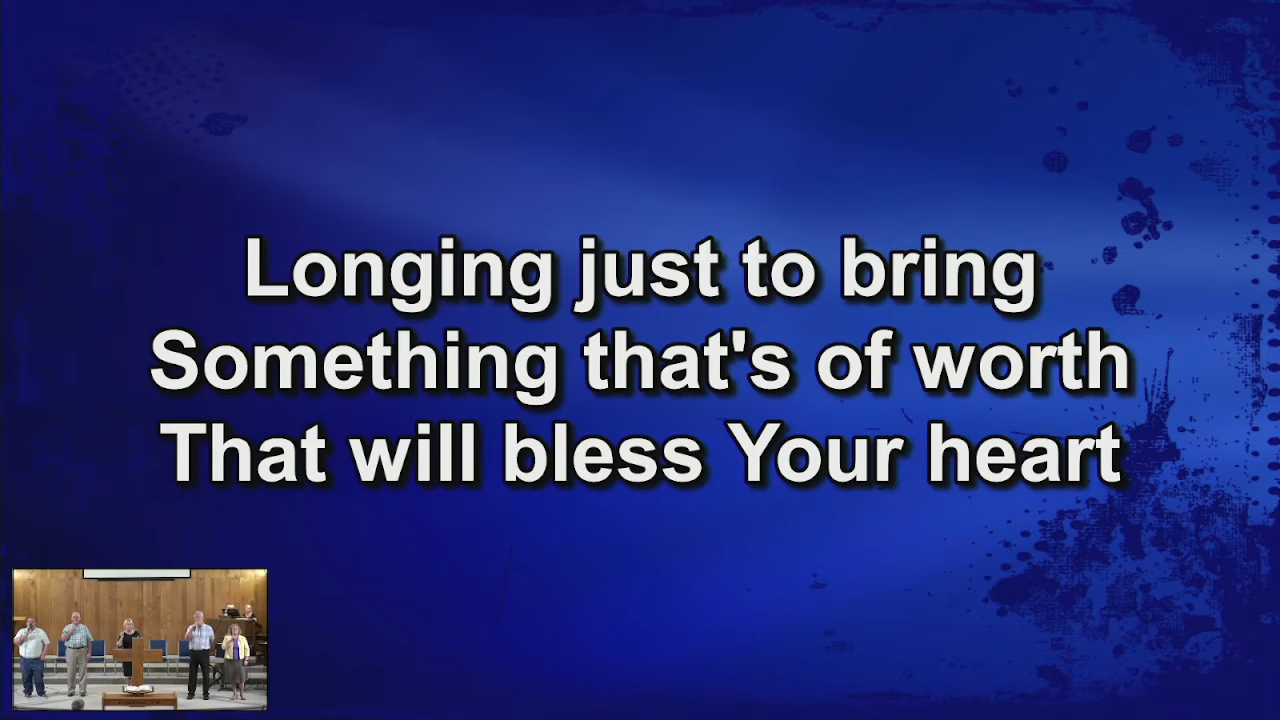 Longing just to bring
Something that's of worth
That will bless Your heart